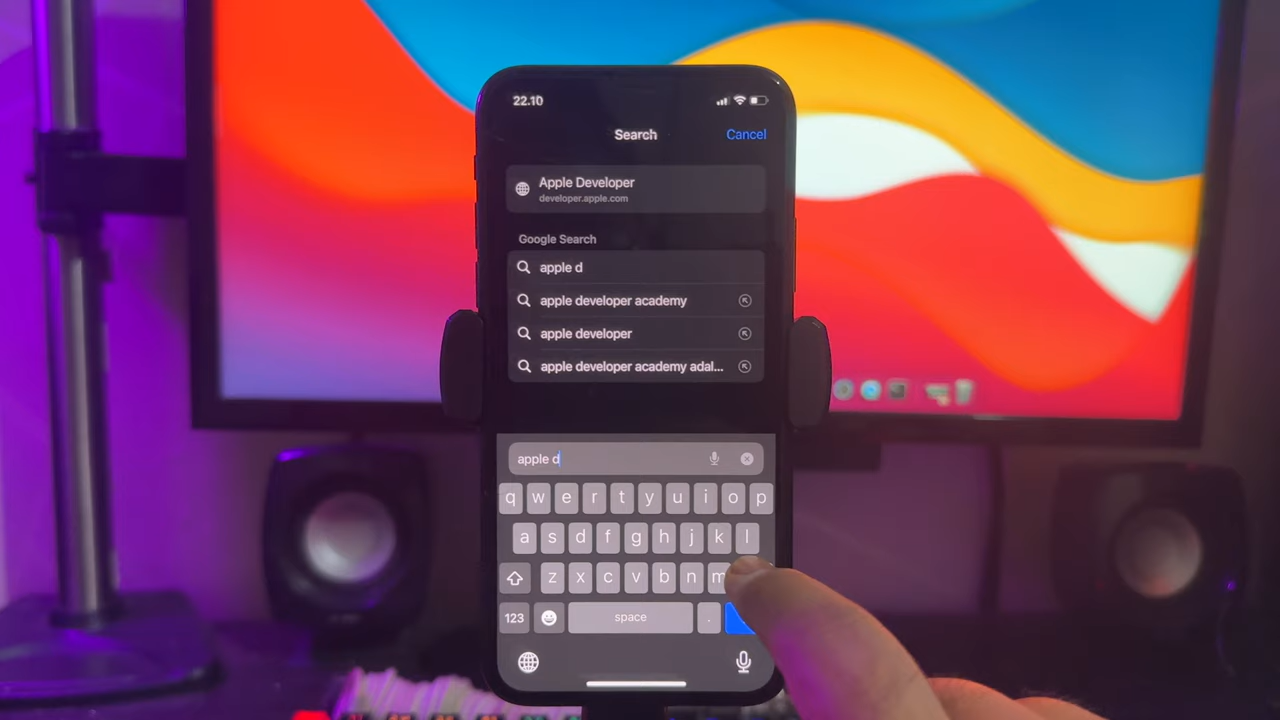 22.10
Search
Cancel
Apple Developer
developer.apple.com
Google Search
apple d
apple developer academy
apple developer
apple developer academy adal...
apple d
q w e r t y u i o p
a s d f g h j k l
z x c v b n m
123 space .